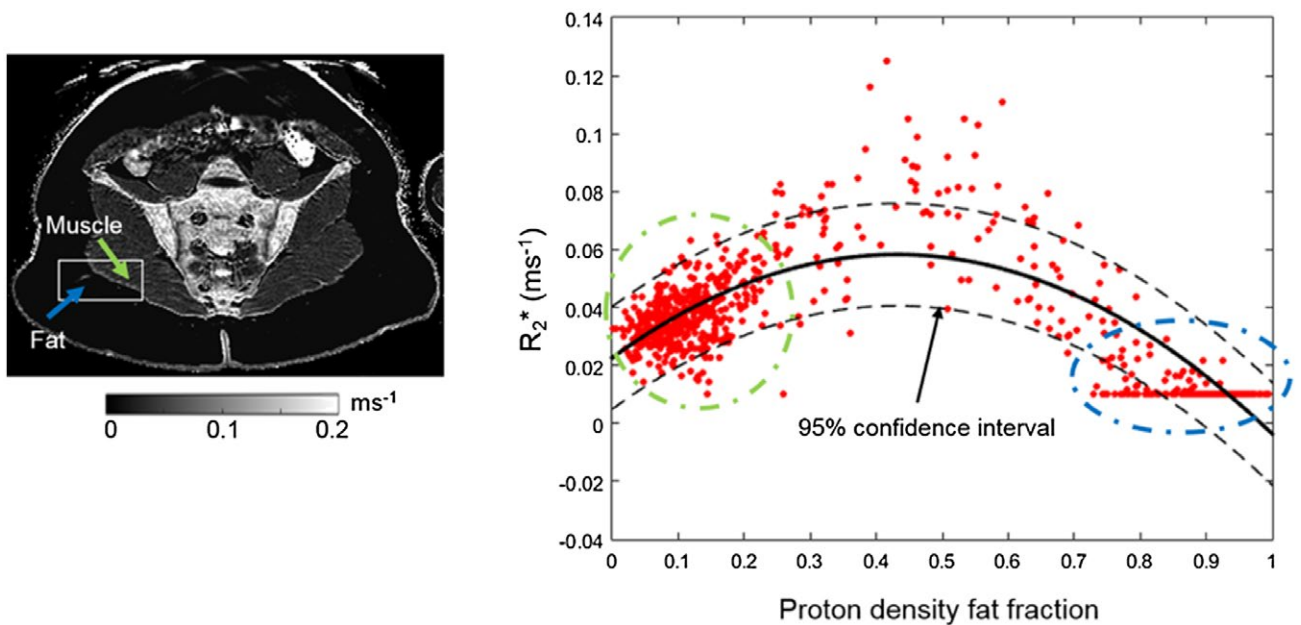 Muscle
Fat
ms-1
0
0.1
0.2
0.14
0.12
0.1
0.08
0.06
0.04
0.02
0
-0.02
-0.04
R2* (ms-1)
95% confidence interval
0 0.1 0.2 0.3 0.4 0.5 0.6 0.7 0.8 0.9 1
Proton density fat fraction